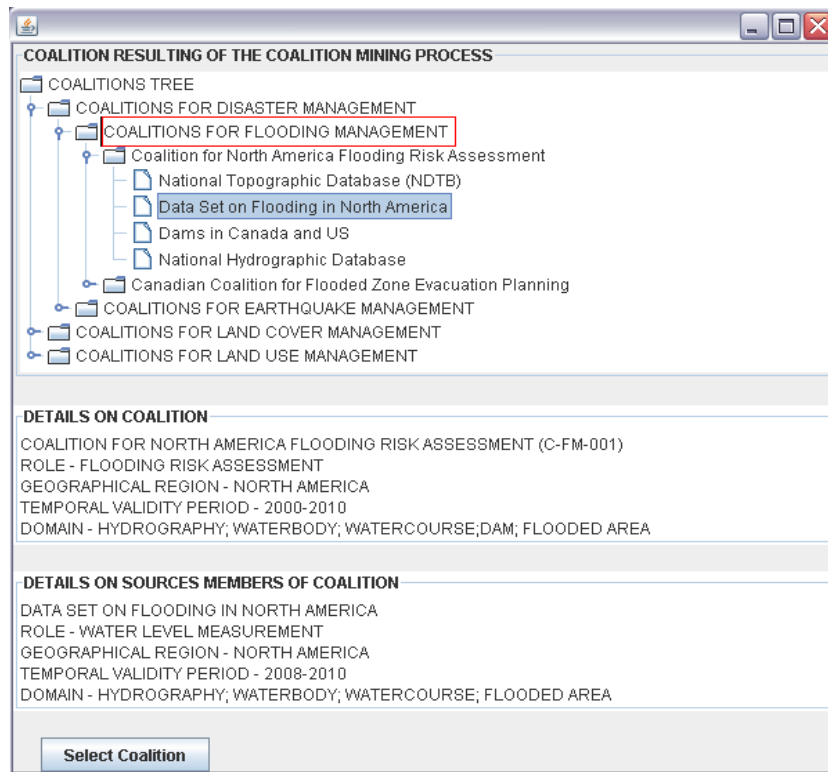 COALITION RESULTING OF THE COALITION MINING PROCESS
COALITIONS TREE
COALITIONS FOR DISASTER MANAGEMENT
COALITIONS FOR FLOODING MANAGEMENT
Coalition for North America Flooding Risk Assessment
National Topographic Database (NDTB)
Data Set on Flooding in North America
Dams in Canada and US
National Hydrographic Database
Canadian Coalition for Flooded Zone Evacuation Planning
COALITIONS FOR EARTHQUAKE MANAGEMENT
COALITIONS FOR LAND COVER MANAGEMENT
COALITIONS FOR LAND USE MANAGEMENT
DETAILS ON COALITION
COALITION FOR NORTH AMERICA FLOODING RISK ASSESSMENT (C-FM-001)
ROLE - FLOODING RISK ASSESSMENT
GEOGRAPHICAL REGION - NORTH AMERICA
TEMPORAL VALIDITY PERIOD - 2000-2010
DOMAIN - HYDROGRAPHY; WATERBODY; WATERCOURSE;DAM; FLOODED AREA
DETAILS ON SOURCES MEMBERS OF COALITION
DATA SET ON FLOODING IN NORTH AMERICA
ROLE - WATER LEVEL MEASUREMENT
GEOGRAPHICAL REGION - NORTH AMERICA
TEMPORAL VALIDITY PERIOD - 2008-2010
DOMAIN - HYDROGRAPHY; WATERBODY; WATERCOURSE; FLOODED AREA
Select Coalition